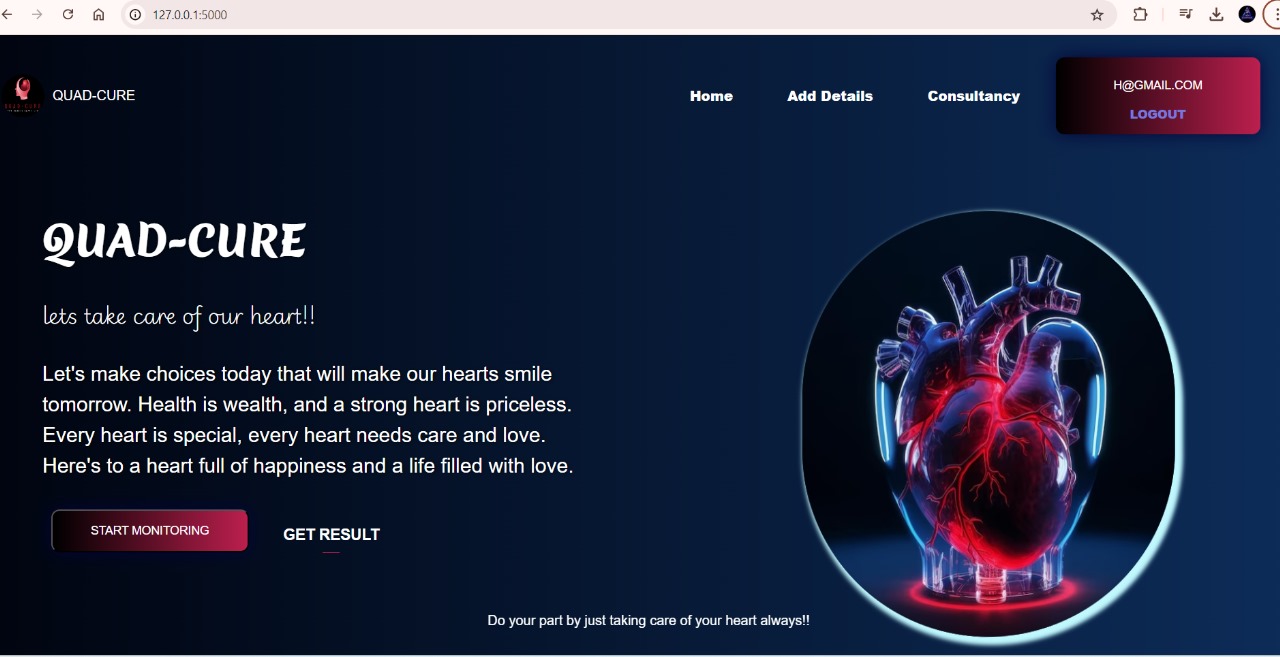 127.0.0.1:5000
QUAD-CURE
Home
Add Details
Consultancy
H@GMAIL.COM
LOGOUT
QUAD-CURE
lets take care of our heart!!
Let's make choices today that will make our hearts smile
tomorrow. Health is wealth, and a strong heart is priceless.
Every heart is special, every heart needs care and love.
Here's to a heart full of happiness and a life filled with love.
START MONITORING
GET RESULT
Do your part by just taking care of your heart always!!